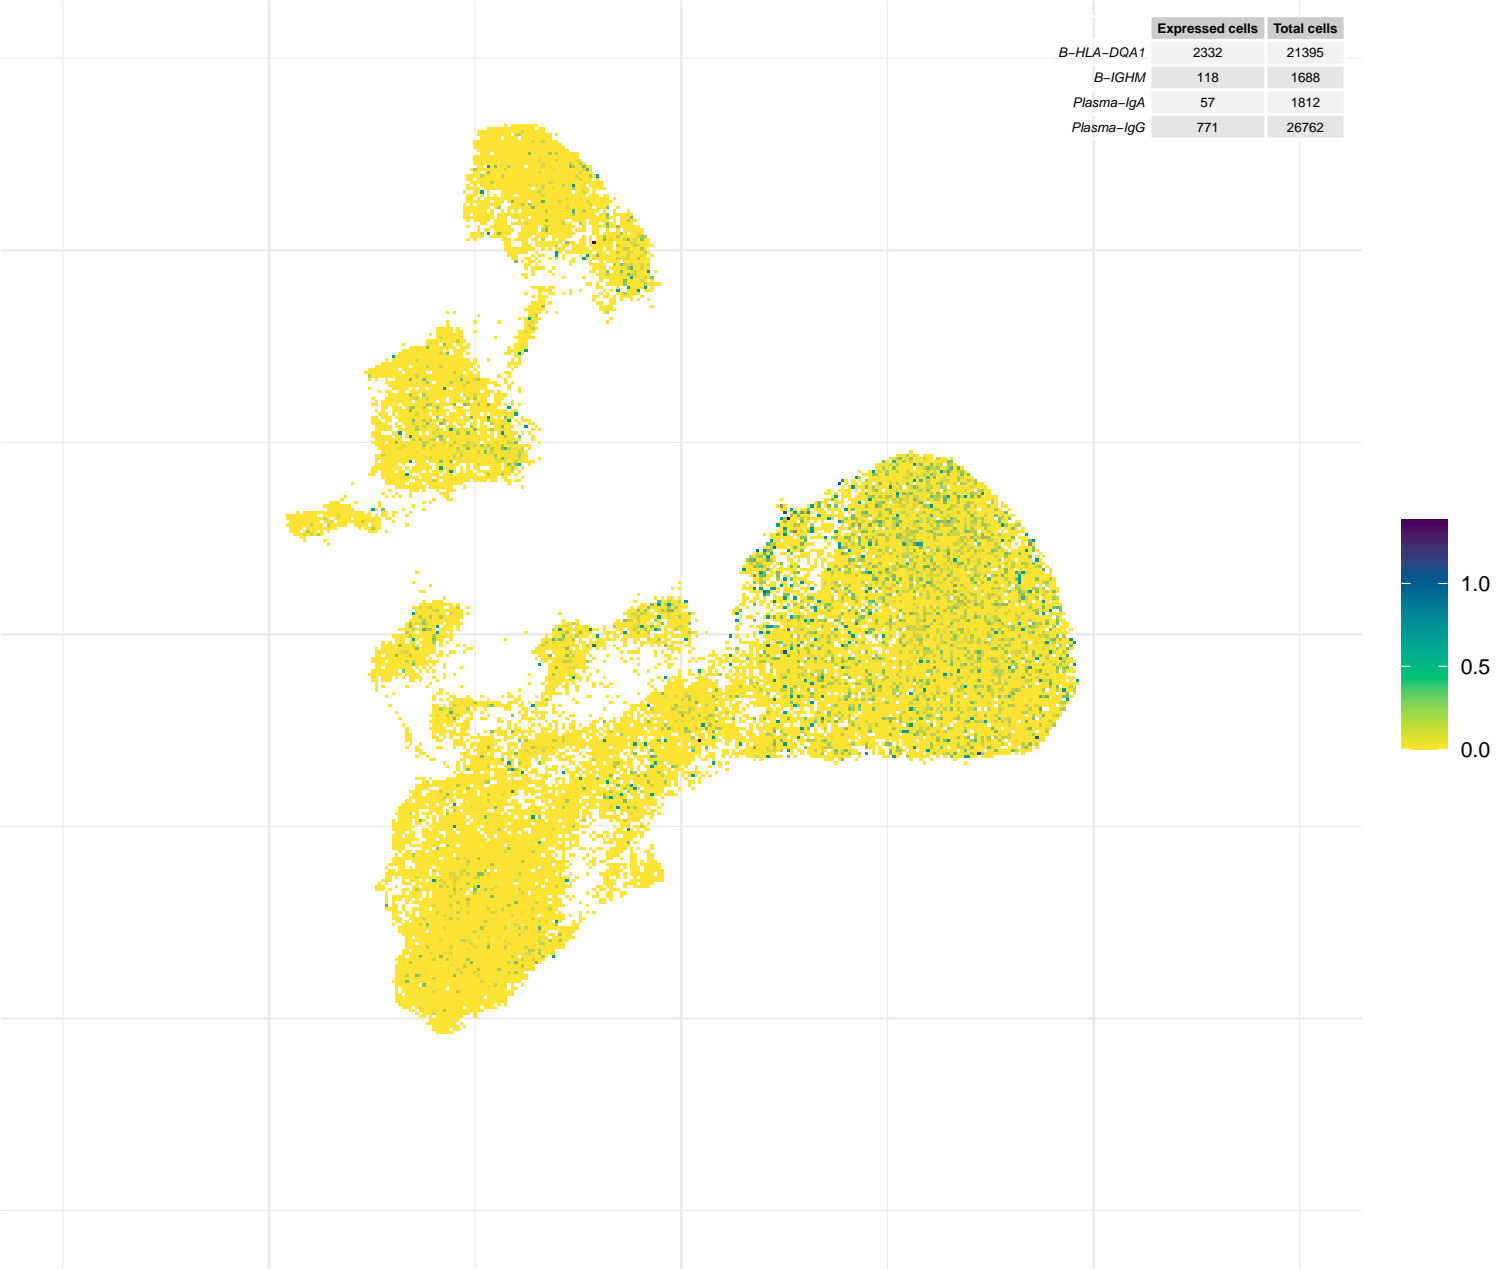 Expressed cells Total cells
B–HLA–DQA1 2332 21395
B–IGHM 118 1688
Plasma–IgA 57 1812
Plasma–IgG 771 26762
1.0
0.5
0.0